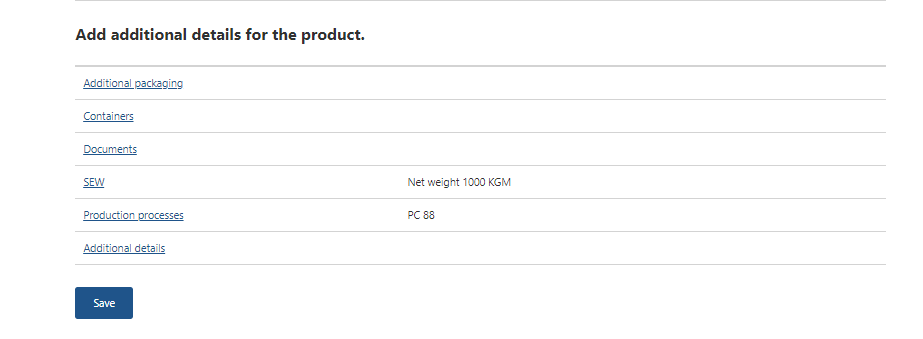 Add additional details for the product.
Additional packaging
Containers
Documents
SEW Net weight 1000 KGM
Production processes PC 88
Additional details
Save